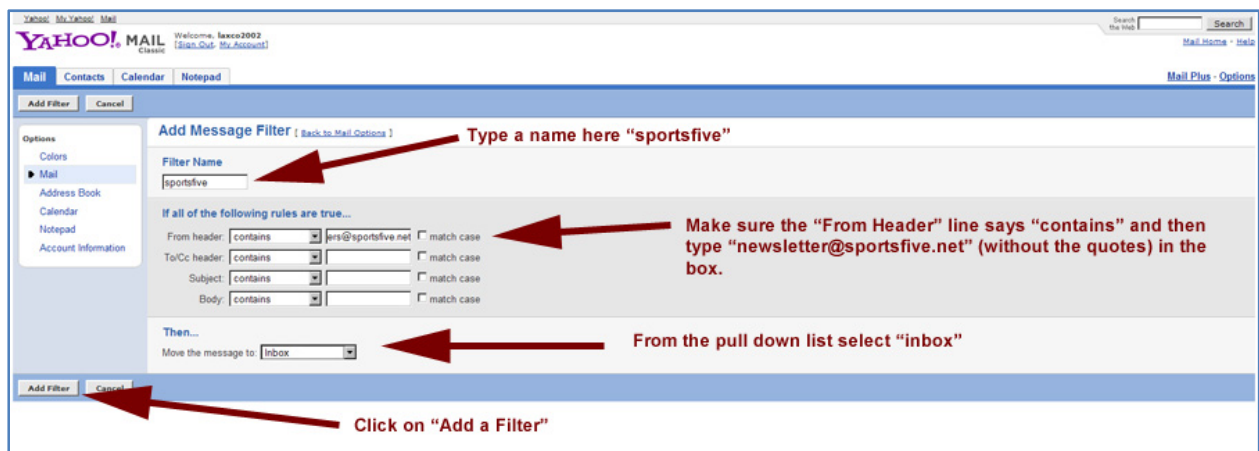 Yahoo! My Yahoo! Mail
Search the Web Search
YAHOO! MAIL Classic
Welcome, laxco2002
[Sign Out, My Account]
Mail Home - Help
Mail Contacts Calendar Notepad
Mail Plus - Options
Add Filter Cancel
Options
Colors
Mail
Address Book
Calendar
Notepad
Account Information
Add Message Filter [ Back to Mail Options ]
Type a name here “sportsfive”
Filter Name
sportsfive
If all of the following rules are true...
From header: contains ers@sportsfive.net match case
To/Cc header: contains match case
Subject: contains match case
Body: contains match case
Make sure the “From Header” line says “contains” and then
type “newsletter@sportsfive.net” (without the quotes) in the
box.
Then...
Move the message to: Inbox
From the pull down list select “inbox”
Add Filter Cancel
Click on “Add a Filter”